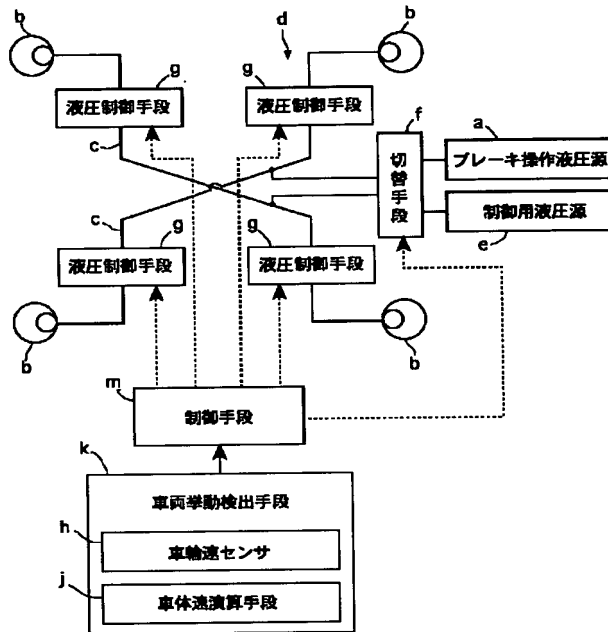 b
d
b
g
g
液圧制御手段
液圧制御手段
f
a
c
切替手段
ブレーキ操作液圧源
制御用液圧源
e
c
g
g
液圧制御手段
液圧制御手段
b
b
m
制御手段
k
車両挙動検出手段
h
車輪速センサ
j
車体速演算手段